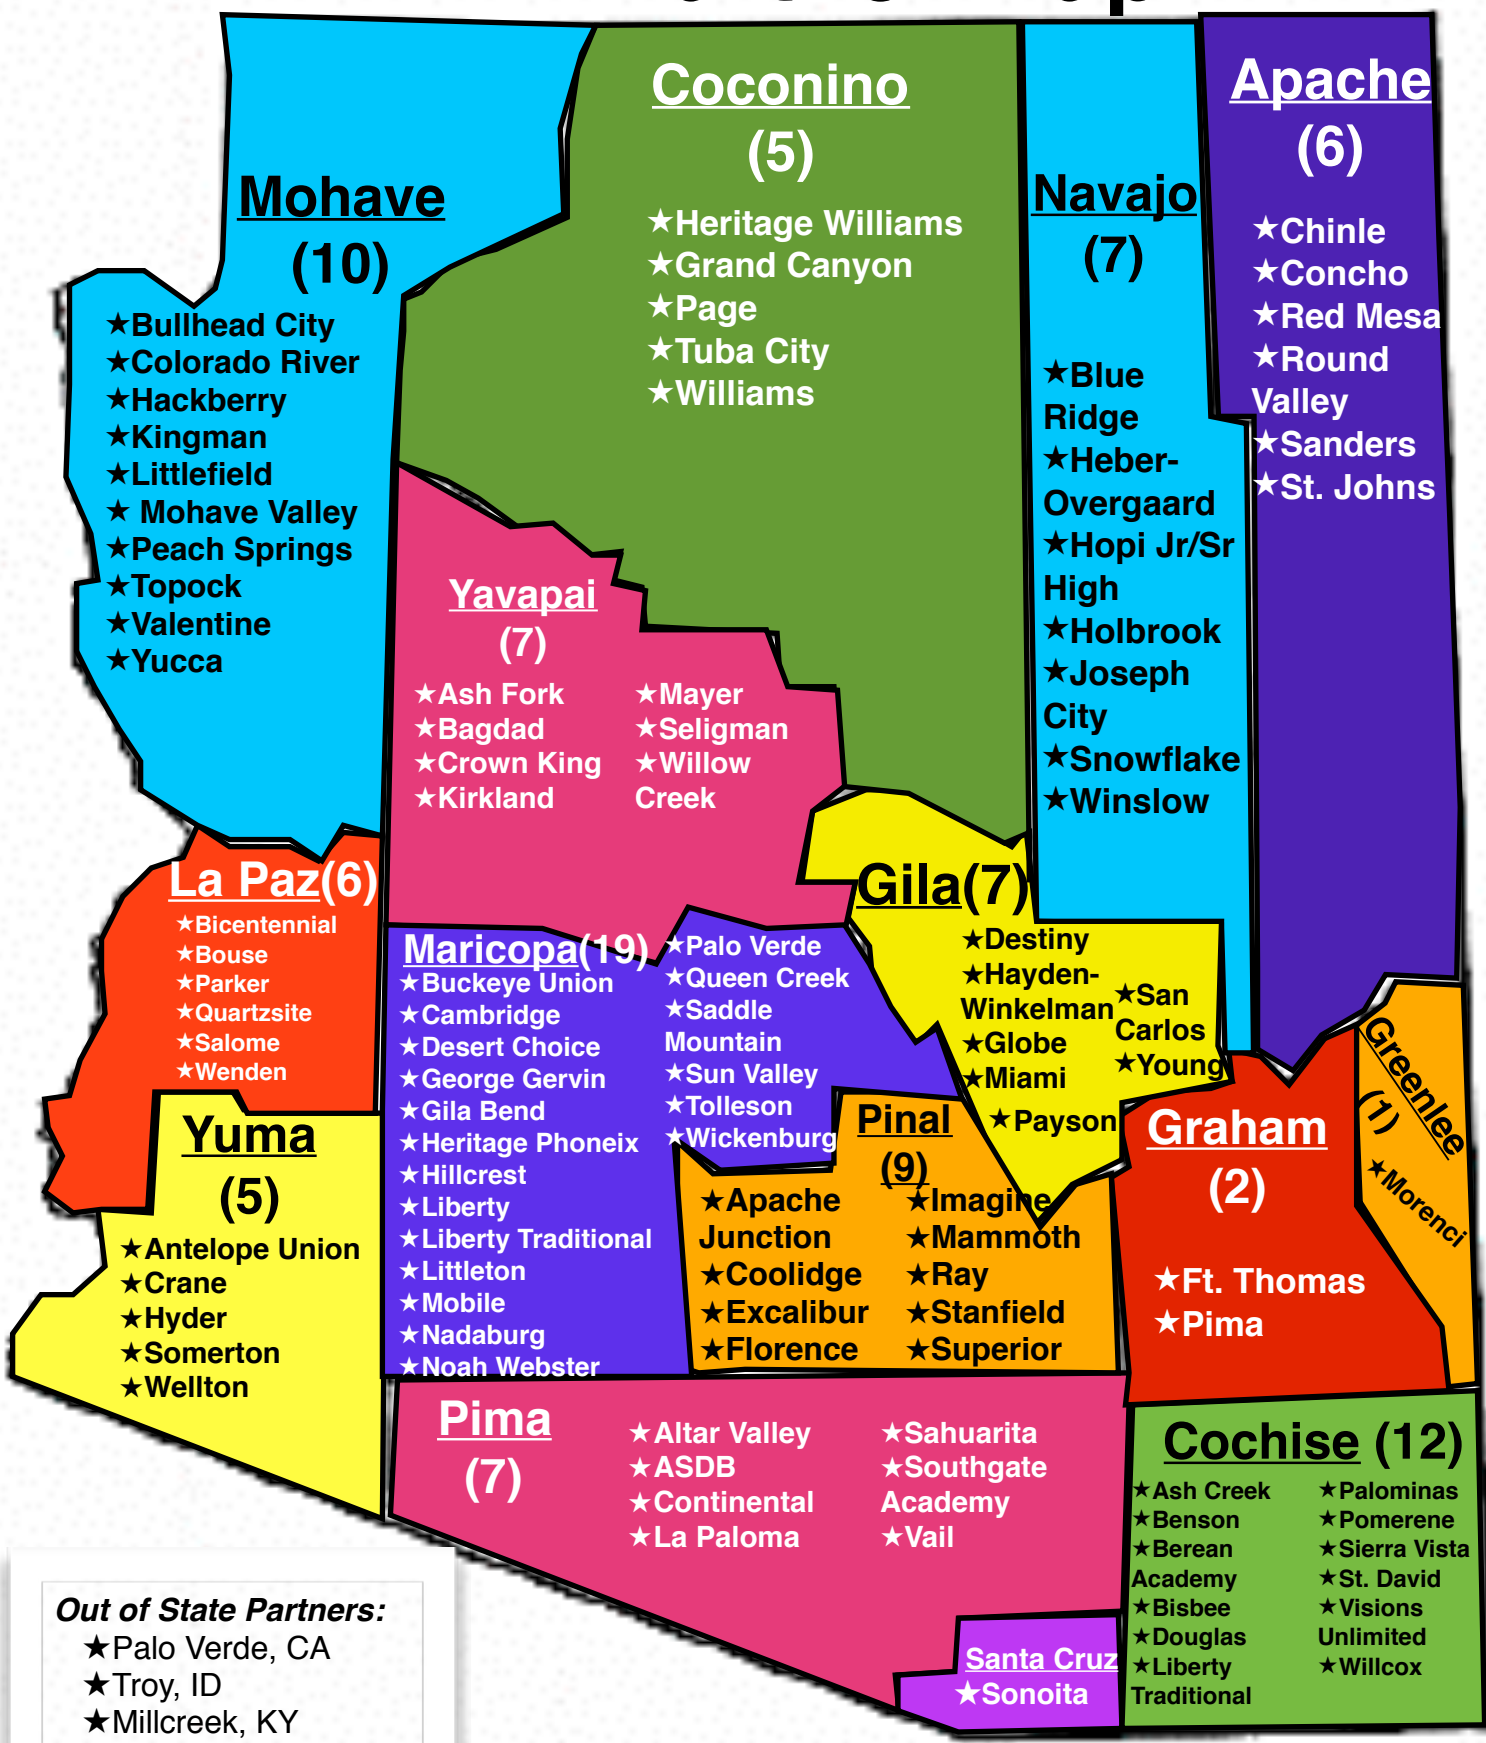 Mohave
(10)
★Bullhead City
★Colorado River
★Hackberry
★Kingman
★Littlefield
★ Mohave Valley
★Peach Springs
★Topock
★Valentine
★Yucca
Coconino
(5)
★Heritage Williams
★Grand Canyon
★Page
★Tuba City
★Williams
Navajo
(7)
★Blue
Ridge
★Heber-
Overgaard
★Hopi Jr/Sr
High
★Holbrook
★Joseph
City
★Snowflake
★Winslow
Apache
(6)
★Chinle
★Concho
★Red Mesa
★Round
Valley
★Sanders
★St. Johns
Yavapai
(7)
★Ash Fork
★Bagdad
★Crown King
★Kirkland
★Mayer
★Seligman
★Willow
Creek
La Paz(6)
★Bicentennial
★Bouse
★Parker
★Quartzsite
★Salome
★Wenden
Maricopa(19)
★Buckeye Union
★Cambridge
★Desert Choice
★George Gervin
★Gila Bend
★Heritage Phoneix
★Hillcrest
★Liberty
★Liberty Traditional
★Littleton
★Mobile
★Nadaburg
★Noah Webster
★Palo Verde
★Queen Creek
★Saddle
Mountain
★Sun Valley
★Tolleson
★Wickenburg
Gila(7)
★Destiny
★Hayden-
Winkelman
★Globe
★Miami
★Payson
★San
Carlos
★Young
Yuma
(5)
★Antelope Union
★Crane
★Hyder
★Somerton
★Wellton
Pinal
(9)
★Apache
Junction
★Coolidge
★Excalibur
★Florence
★Imagine
★Mammoth
★Ray
★Stanfield
★Superior
Graham
(2)
★Ft. Thomas
★Pima
Greenlee
(1)
★Morenci
Pima
(7)
★Altar Valley
★ASDB
★Continental
★La Paloma
★Sahuarita
★Southgate
Academy
★Vail
Santa Cruz
★Sonoita
Cochise (12)
★Ash Creek
★Benson
★Berean
Academy
★Bisbee
★Douglas
★Liberty
Traditional
★Palominas
★Pomerene
★Sierra Vista
★St. David
★Visions
Unlimited
★Willcox
Out of State Partners:
★Palo Verde, CA
★Troy, ID
★Millcreek, KY